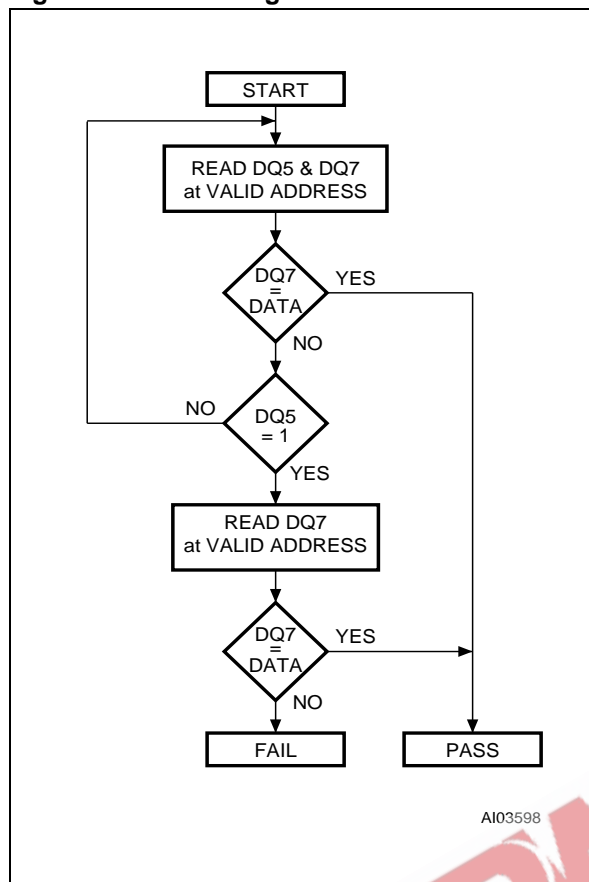 START
READ DQ5 & DQ7
at VALID ADDRESS
DQ7
=
DATA
YES
NO
NO
DQ5
= 1
YES
READ DQ7
at VALID ADDRESS
DQ7
=
DATA
YES
NO
FAIL
PASS
AI03598